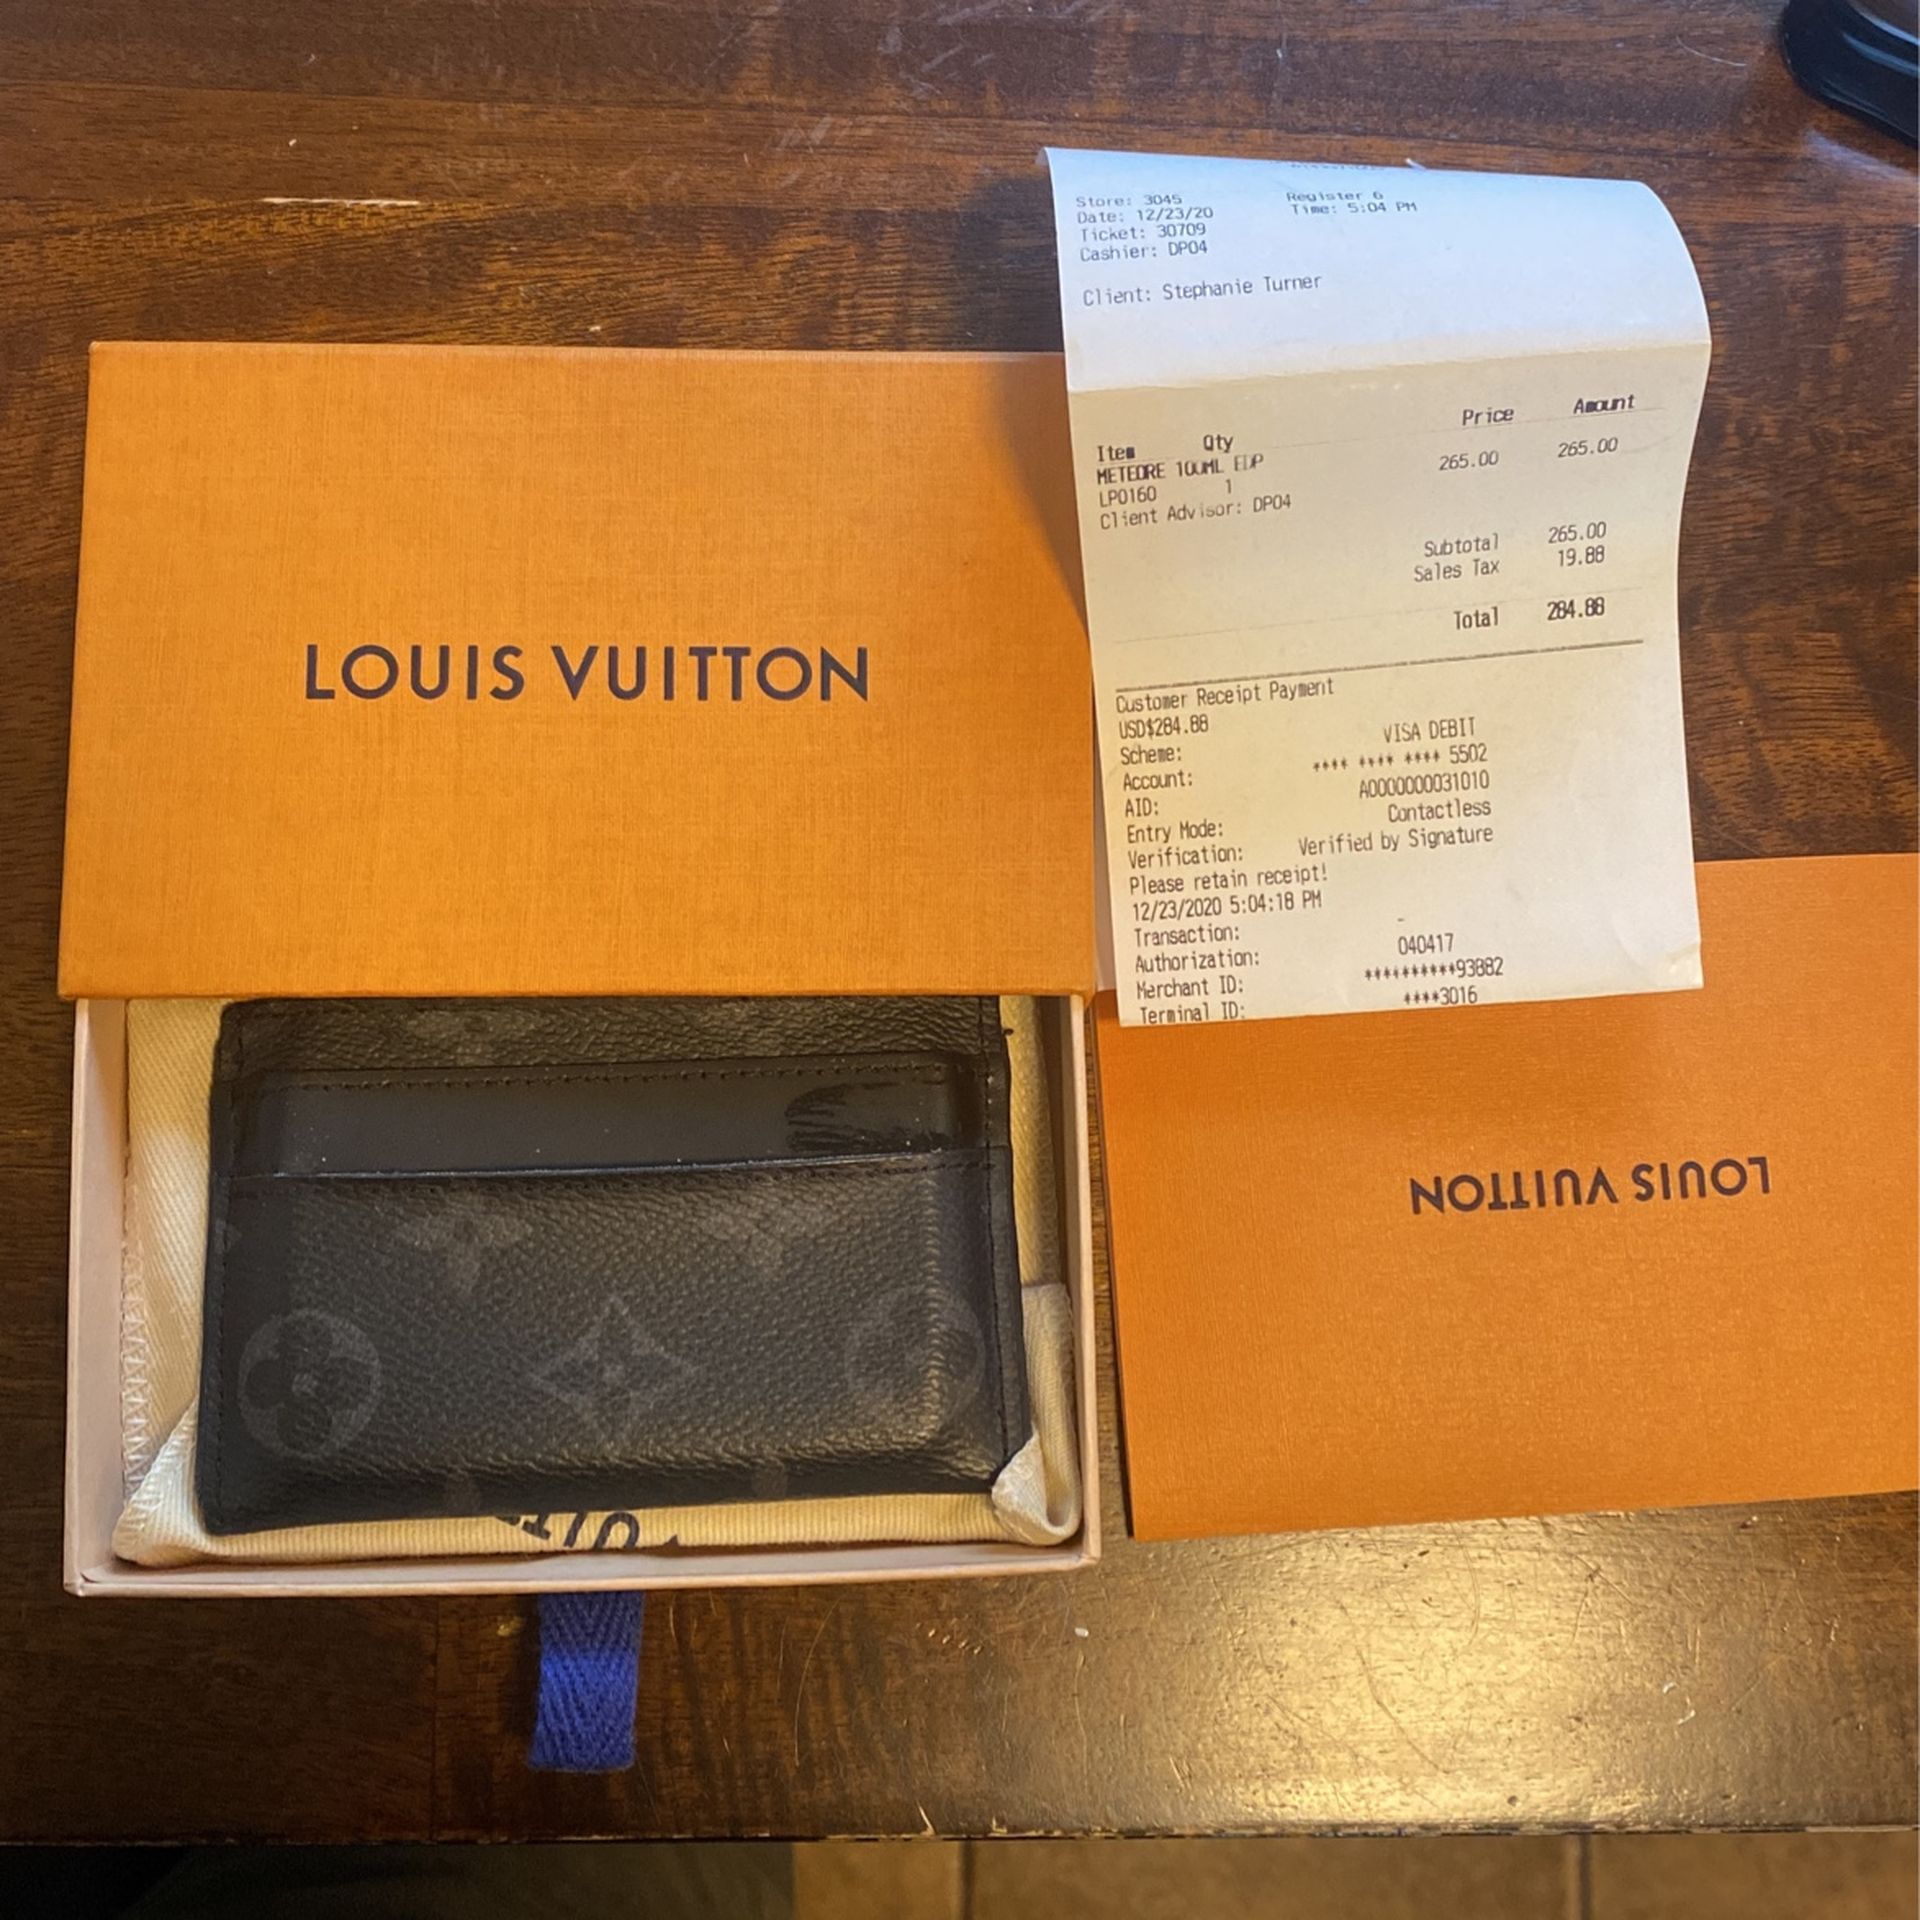 Store: 3045 Register 6
Date: 12/23/20 Time: 5:04 PM
Ticket: 30709
Cashier: DP04
Client: Stephanie Turner
Price Amount
Item Qty
METEORE 100ML EDP 265.00 265.00
LP0160 1
Client Advisor: DP04
Subtotal 265.00
Sales Tax 19.88
Total 284.88
Customer Receipt Payment
USD$284.88
Scheme: VISA DEBIT
Account: **** **** **** 5502
AID: A0000000031010
Entry Mode: Contactless
Verification: Verified by Signature
Please retain receipt!
12/23/2020 5:04:18 PM
Transaction: -
Authorization: 040417
Merchant ID: **********93882
Terminal ID: ****3016
LOUIS VUITTON
LOUIS VUITTON